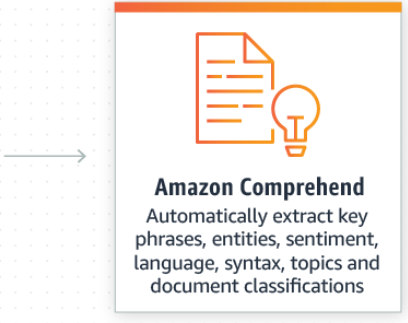 Amazon Comprehend
Automatically extract key
phrases, entities, sentiment,
language, syntax, topics and
document classifications